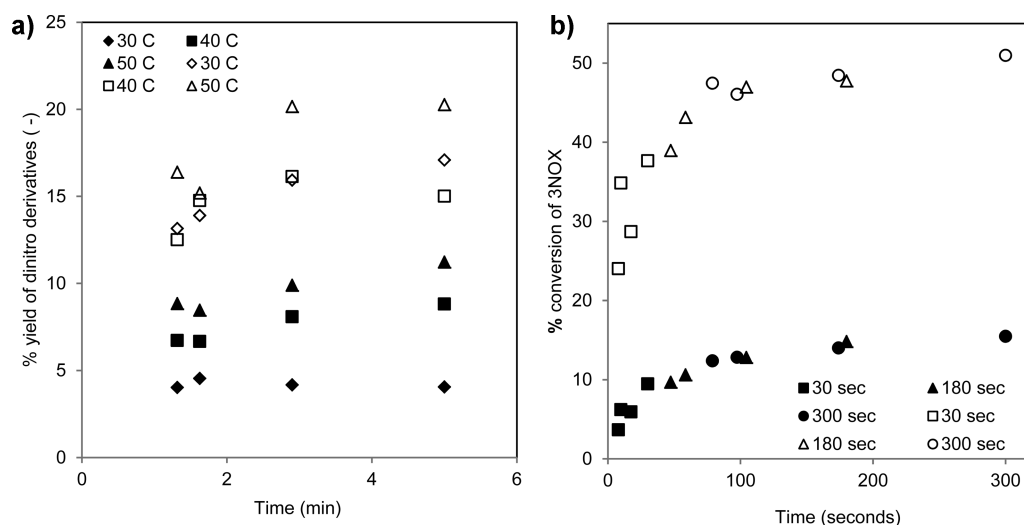 a)
25
20
15
10
5
0
% yield of dinitro derivatives ( -)
30 C 40 C
50 C 30 C
40 C 50 C
0 2 4 6
Time (min)
b)
50
40
30
20
10
0
% conversion of 3NOX
30 sec 180 sec
300 sec 30 sec
180 sec 300 sec
0 100 200 300
Time (seconds)